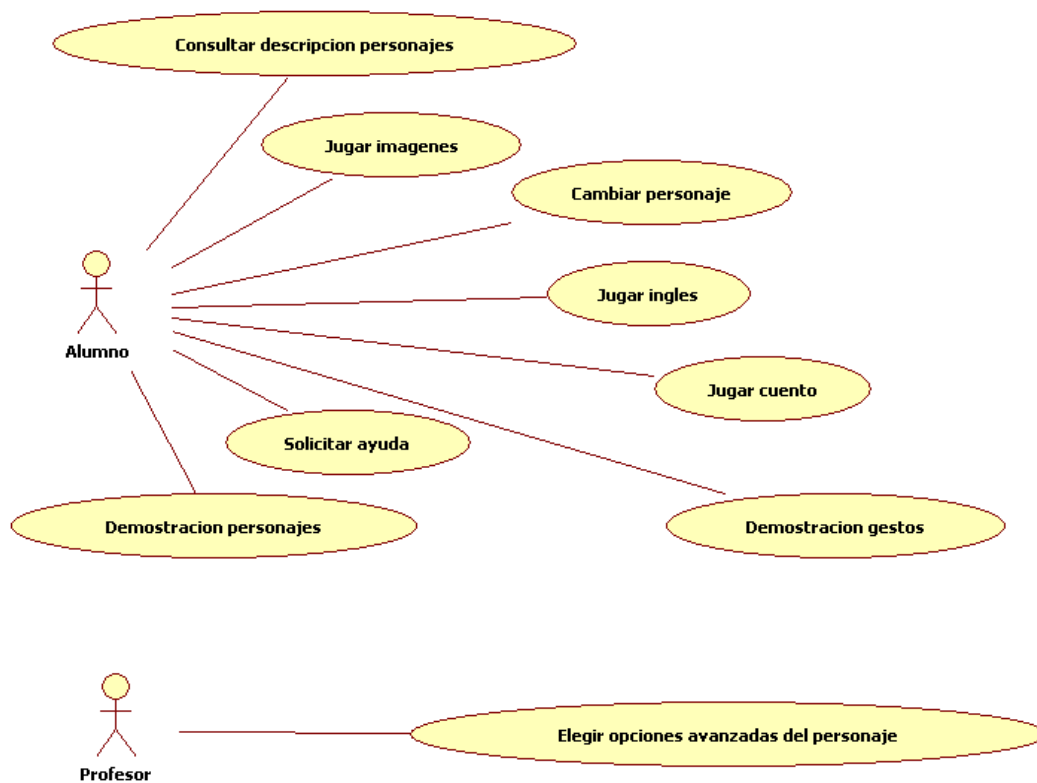 Consultar descripcion personajes
Jugar imagenes
Cambiar personaje
Jugar ingles
Alumno
Jugar cuento
Solicitar ayuda
Demostracion personajes
Demostracion gestos
Elegir opciones avanzadas del personaje
Profesor